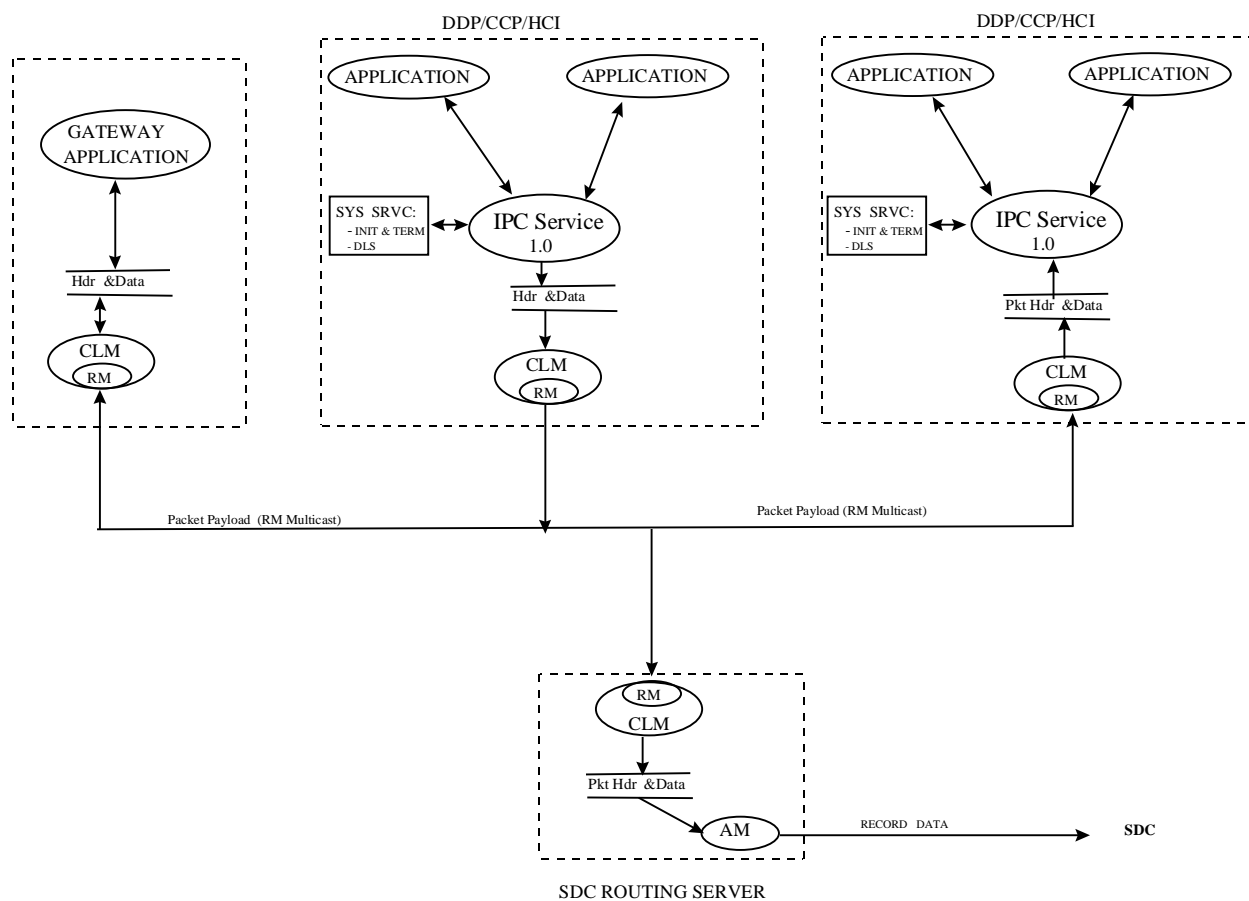 DDP/CCP/HCI
DDP/CCP/HCI
GATEWAY
APPLICATION
Hdr &Data
CLM
RM
APPLICATION
APPLICATION
SYS SRVC:
- INIT & TERM
- DLS
IPC Service
1.0
Hdr &Data
CLM
RM
APPLICATION
APPLICATION
SYS SRVC:
- INIT & TERM
- DLS
IPC Service
1.0
Pkt Hdr &Data
CLM
RM
Packet Payload (RM Multicast)
Packet Payload (RM Multicast)
RM
CLM
Pkt Hdr &Data
AM
RECORD DATA
SDC
SDC ROUTING SERVER